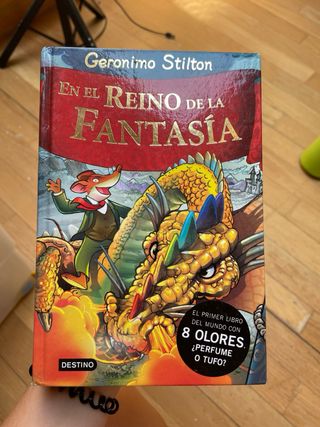 Geronimo Stilton
EN EL REINO DE LA
FANTASÍA
EL PRIMER LIBRO
DEL MUNDO CON
8 OLORES.
¿PERFUME
O TUFO?
DESTINO